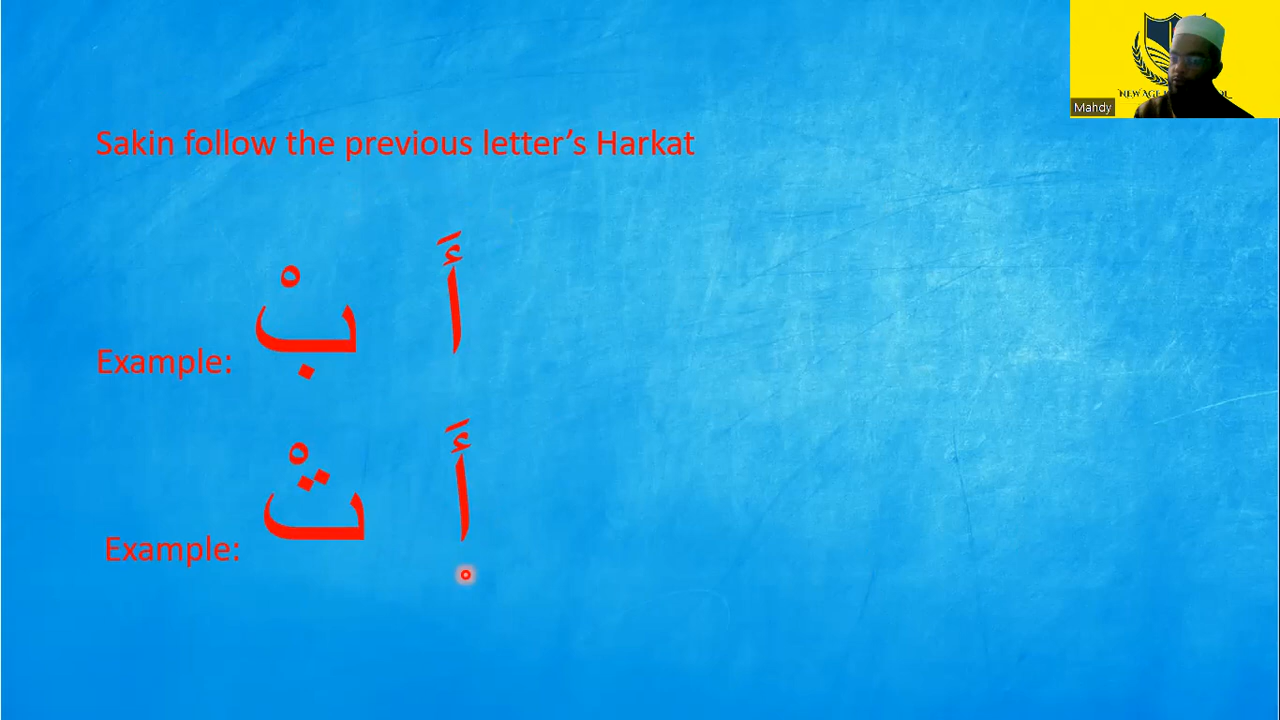 Sakin follow the previous letter’s Harkat
Example: أَ بْ
Example: أَ تْ
Mahdy